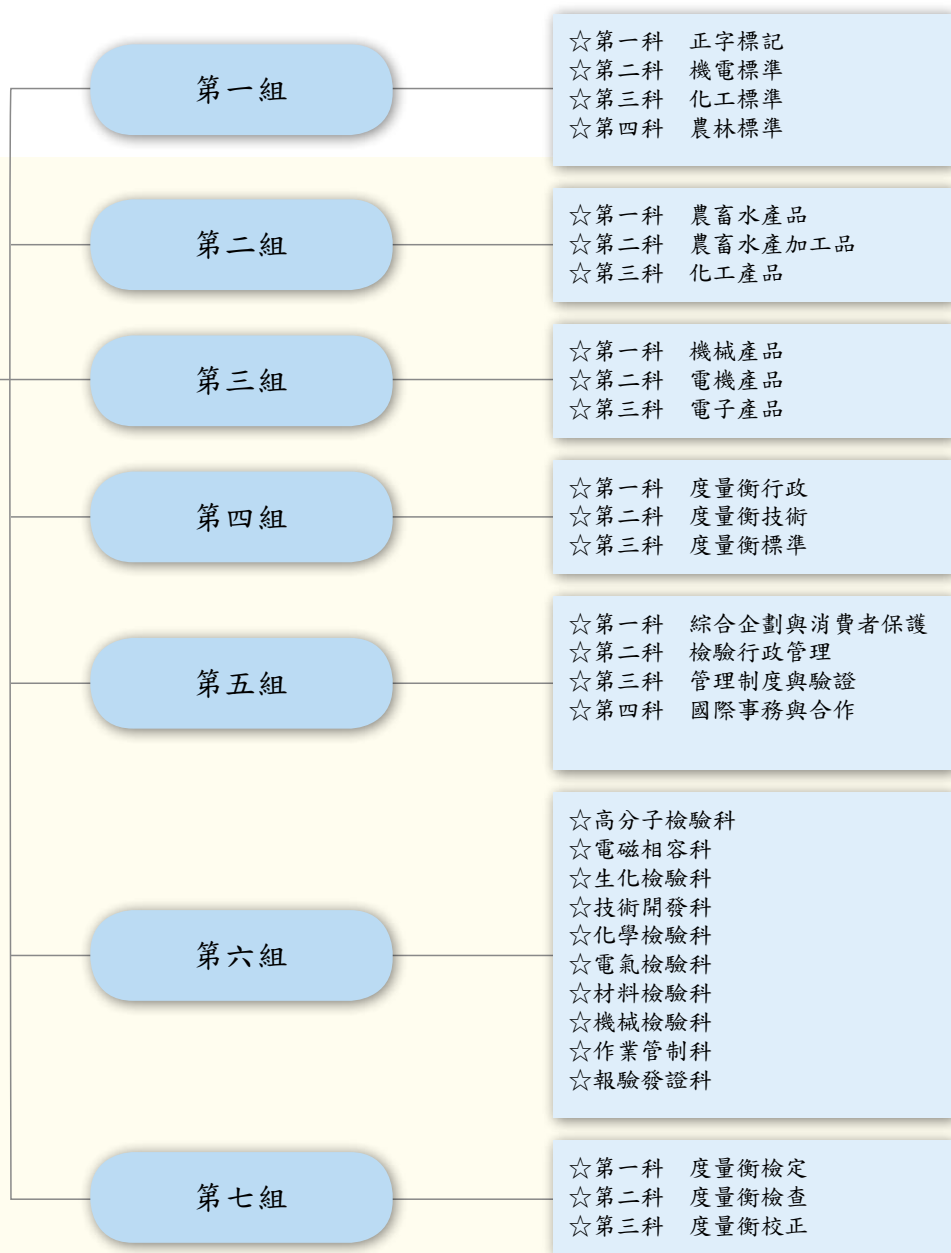 第一組
☆第一科　正字標記
☆第二科　機電標準
☆第三科　化工標準
☆第四科　農林標準
第二組
☆第一科　農畜水產品
☆第二科　農畜水產加工品
☆第三科　化工產品
第三組
☆第一科　機械產品
☆第二科　電機產品
☆第三科　電子產品
第四組
☆第一科　度量衡行政
☆第二科　度量衡技術
☆第三科　度量衡標準
第五組
☆第一科　綜合企劃與消費者保護
☆第二科　檢驗行政管理
☆第三科　管理制度與驗證
☆第四科　國際事務與合作
第六組
☆高分子檢驗科
☆電磁相容科
☆生化檢驗科
☆技術開發科
☆化學檢驗科
☆電氣檢驗科
☆材料檢驗科
☆機械檢驗科
☆作業管制科
☆報驗發證科
第七組
☆第一科　度量衡檢定
☆第二科　度量衡檢查
☆第三科　度量衡校正